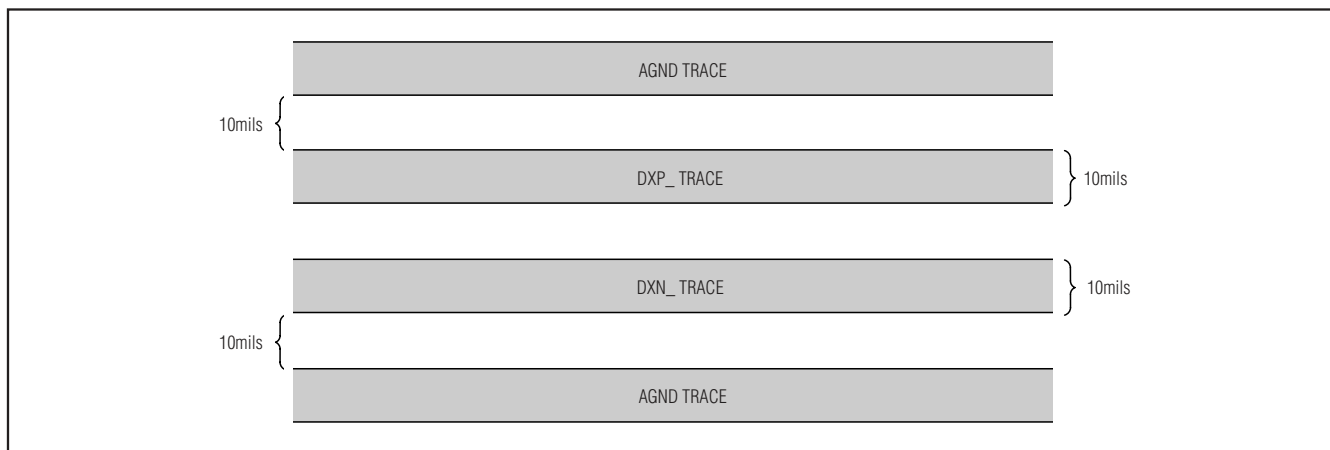 AGND TRACE
10mils
DXP_ TRACE
10mils
DXN_ TRACE
10mils
10mils
AGND TRACE